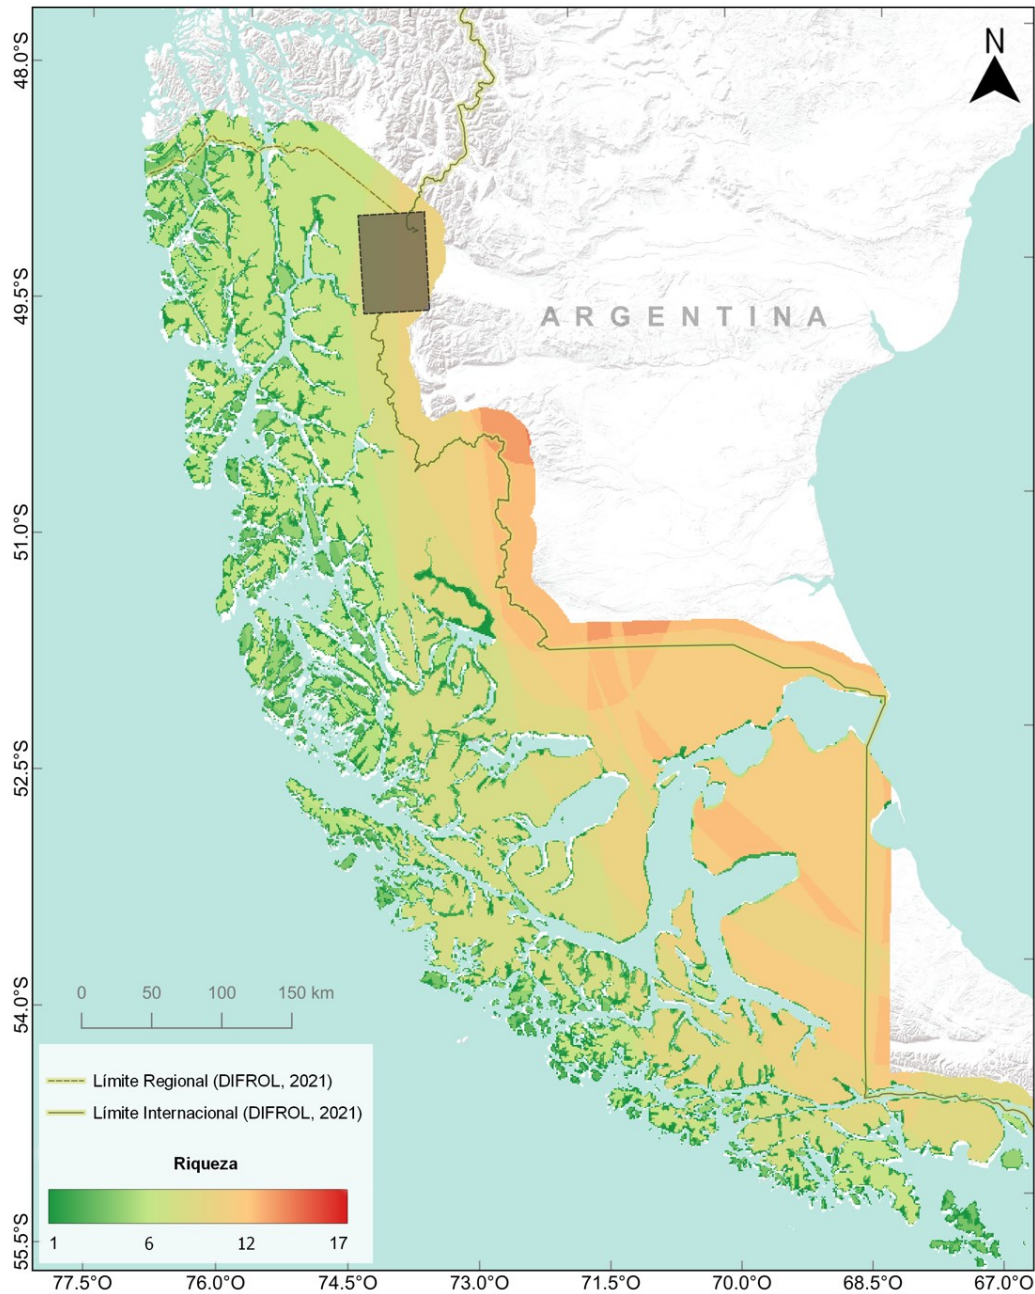 N
48.0°S
49.5°S
51.0°S
52.5°S
54.0°S
55.5°S
ARGENTINA
0 50 100 150 km
Límite Regional (DIFROL, 2021)
Límite Internacional (DIFROL, 2021)
Riqueza
1 6 12 17
77.5°O 76.0°O 74.5°O 73.0°O 71.5°O 70.0°O 68.5°O 67.0°O